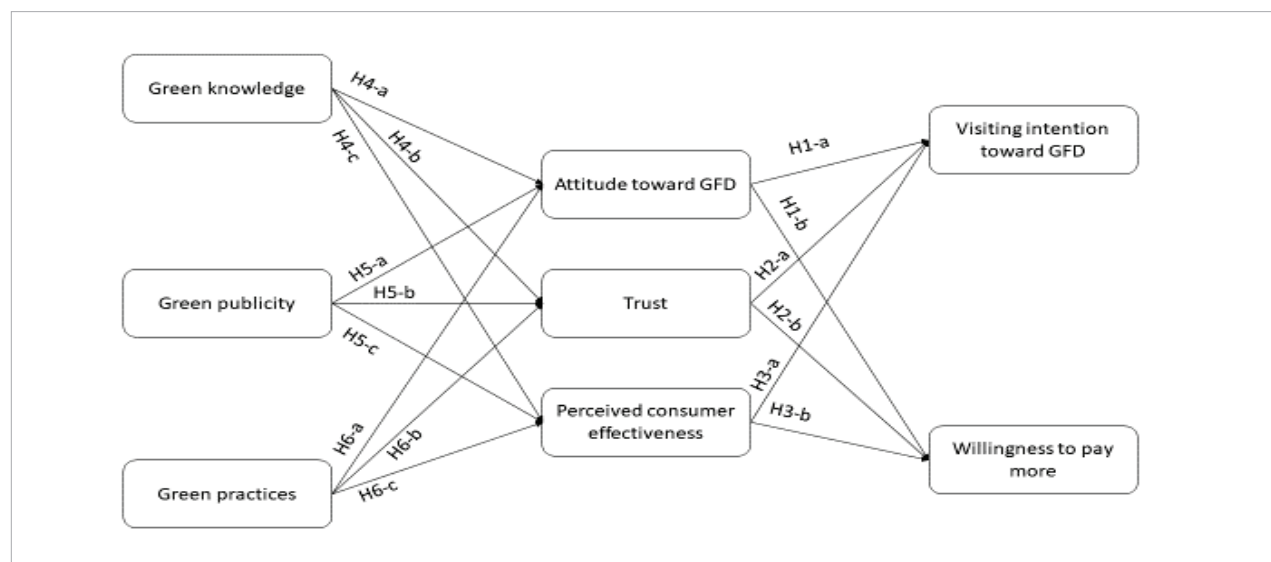 Green knowledge
Green publicity
Green practices
H4-a
H4-b
H4-c
H5-a
H5-b
H5-c
H6-a
H6-b
H6-c
Attitude toward GFD
Trust
Perceived consumer
effectiveness
H1-a
H1-b
H2-a
H2-b
H3-a
H3-b
Visiting intention
toward GFD
Willingness to pay
more